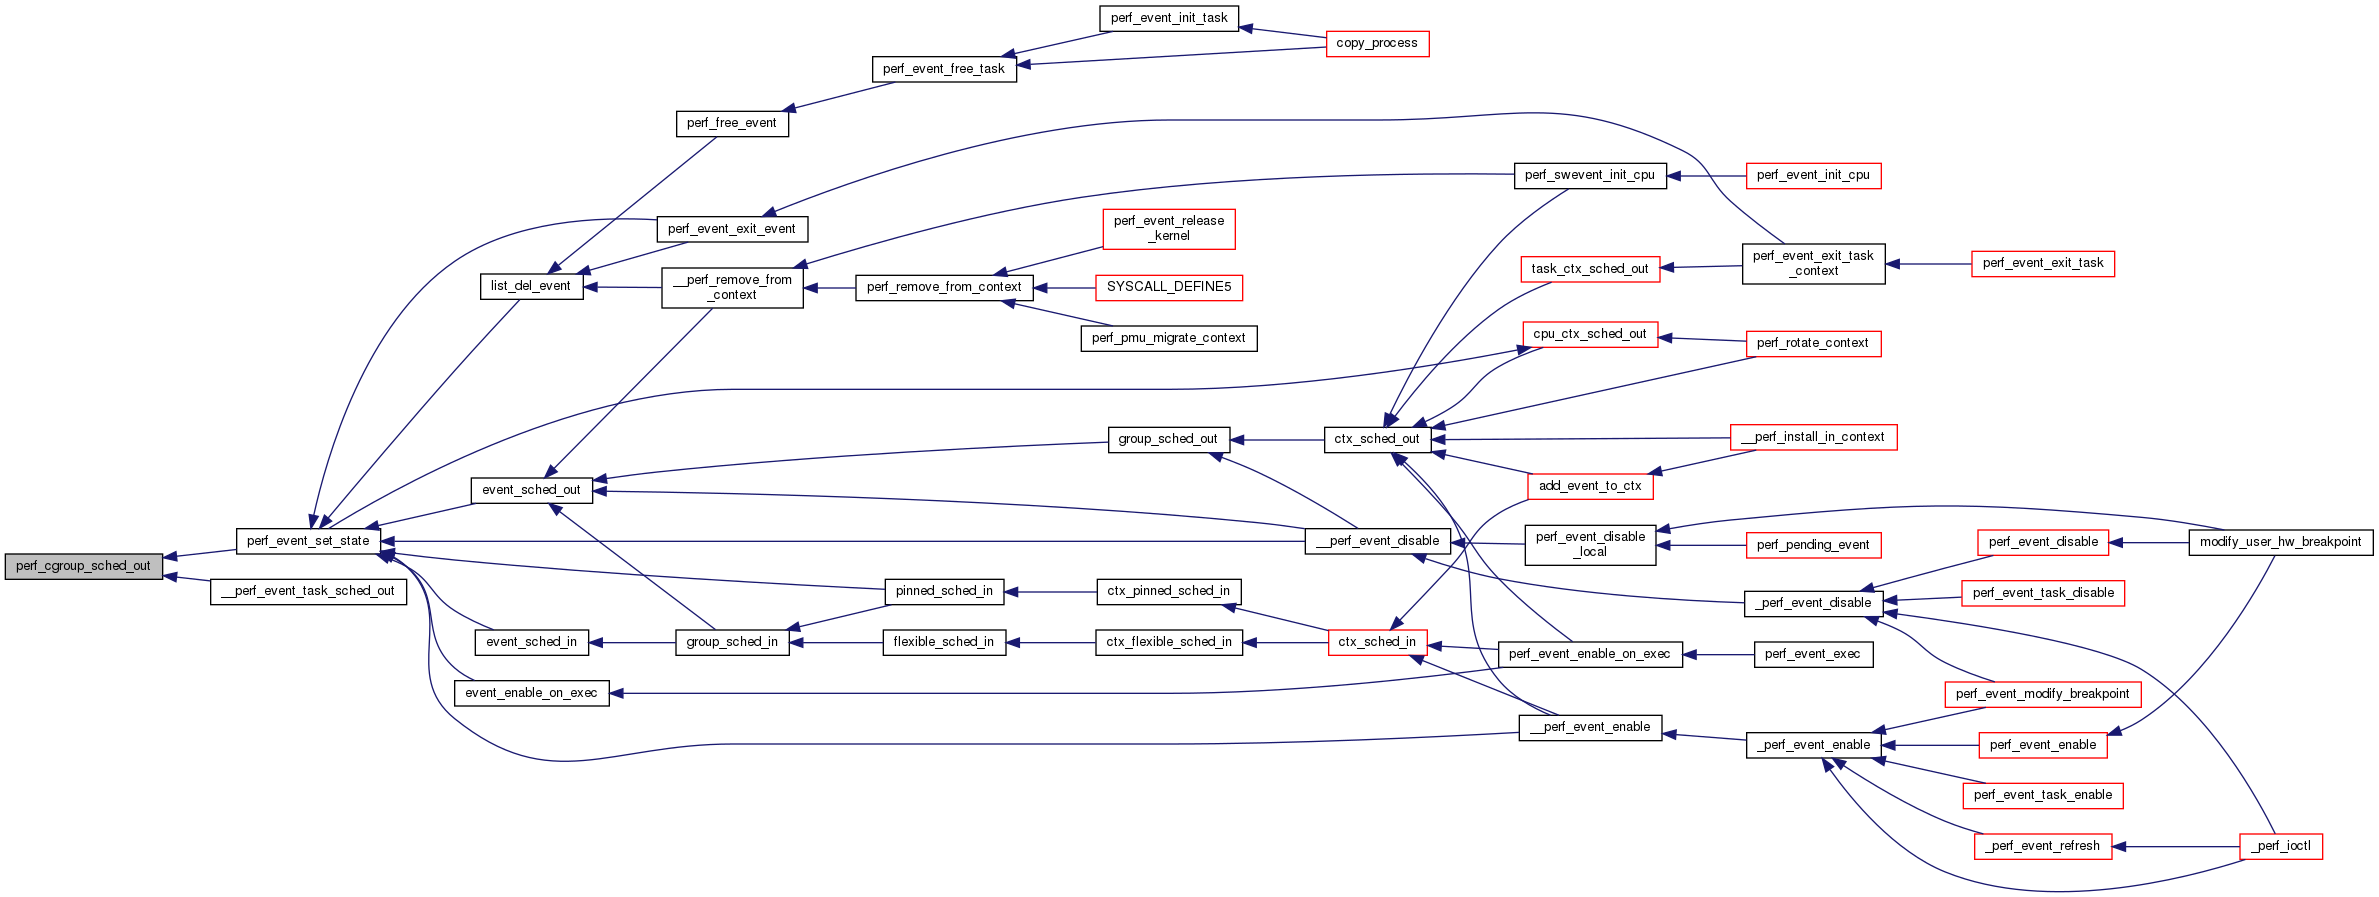 perf_event_init_task
copy_process
perf_event_free_task
perf_free_event
perf_swevent_init_cpu
perf_event_init_cpu
perf_event_exit_event
perf_event_release
_kernel
perf_event_exit_task
_context
perf_event_exit_task
task_ctx_sched_out
list_del_event
__perf_remove_from
_context
perf_remove_from_context
SYSCALL_DEFINE5
perf_pmu_migrate_context
cpu_ctx_sched_out
perf_rotate_context
group_sched_out
ctx_sched_out
__perf_install_in_context
event_sched_out
add_event_to_ctx
perf_event_set_state
__perf_event_disable
perf_event_disable
_local
perf_pending_event
perf_event_disable
modify_user_hw_breakpoint
perf_cgroup_sched_out
__perf_event_task_sched_out
pinned_sched_in
ctx_pinned_sched_in
_perf_event_disable
perf_event_task_disable
event_sched_in
group_sched_in
flexible_sched_in
ctx_flexible_sched_in
ctx_sched_in
perf_event_enable_on_exec
perf_event_exec
event_enable_on_exec
perf_event_modify_breakpoint
__perf_event_enable
_perf_event_enable
perf_event_enable
perf_event_task_enable
_perf_event_refresh
_perf_ioctl